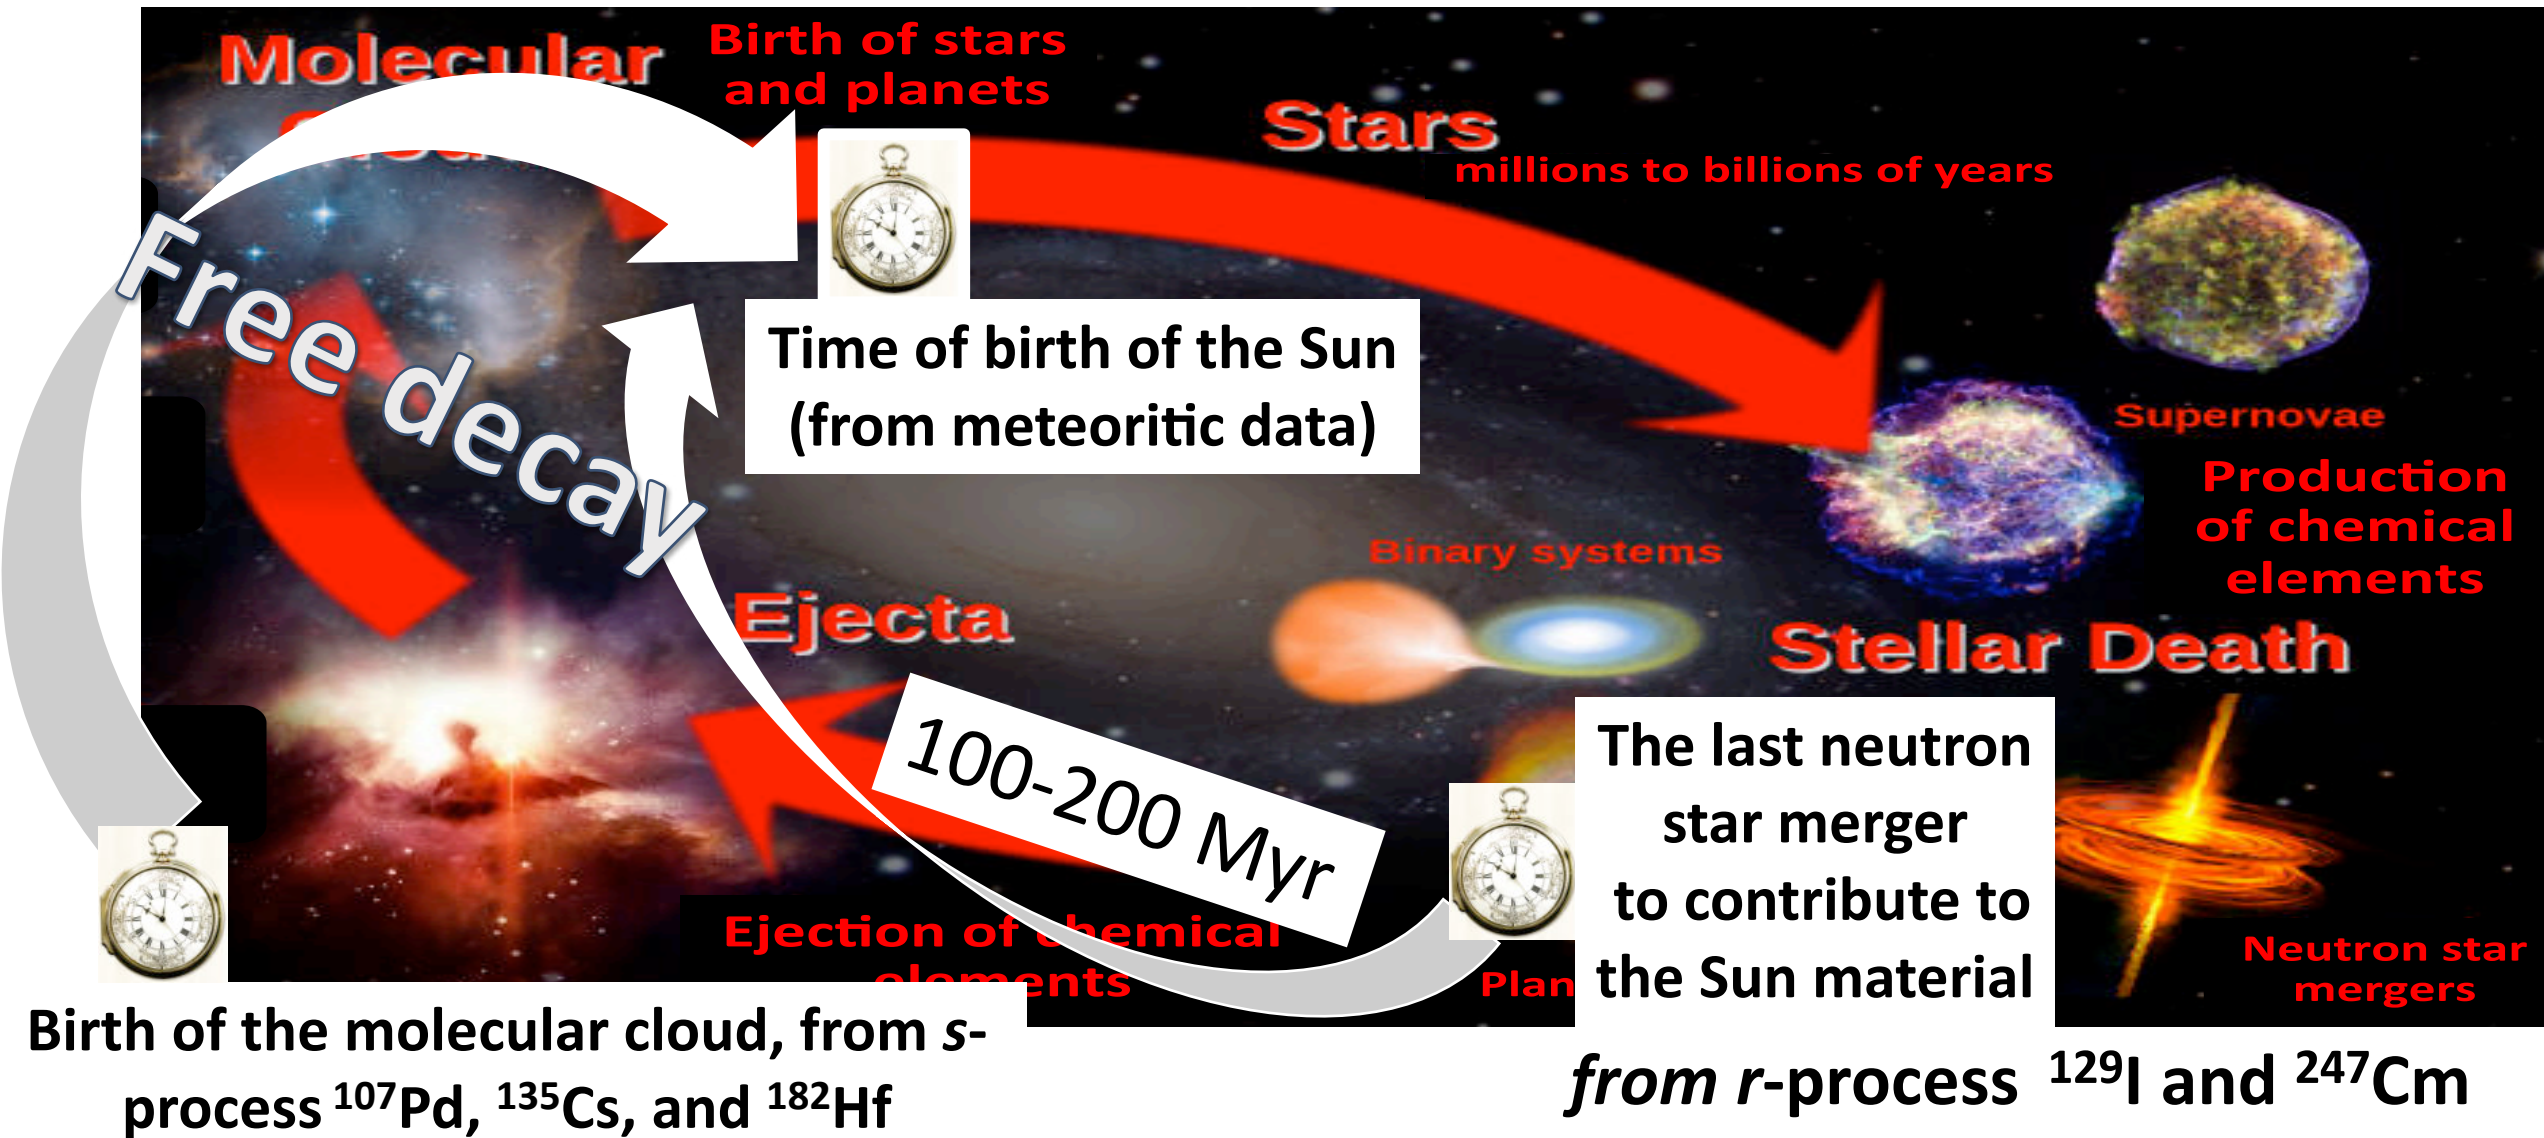 Molecular
Birth of stars
and planets
Stars
millions to billions of years
Free decay
Time of birth of the Sun
(from meteoritic data)
Supernovae
Production
of chemical
elements
Binary systems
Ejecta
Stellar Death
100-200 Myr
The last neutron
star merger
to contribute to
the Sun material
from r-process ¹²⁹I and ²⁴⁷Cm
Ejection of chemical
elements
Plan
Neutron star
mergers
Birth of the molecular cloud, from s-
process ¹⁰⁷Pd, ¹³⁵Cs, and ¹⁸²Hf